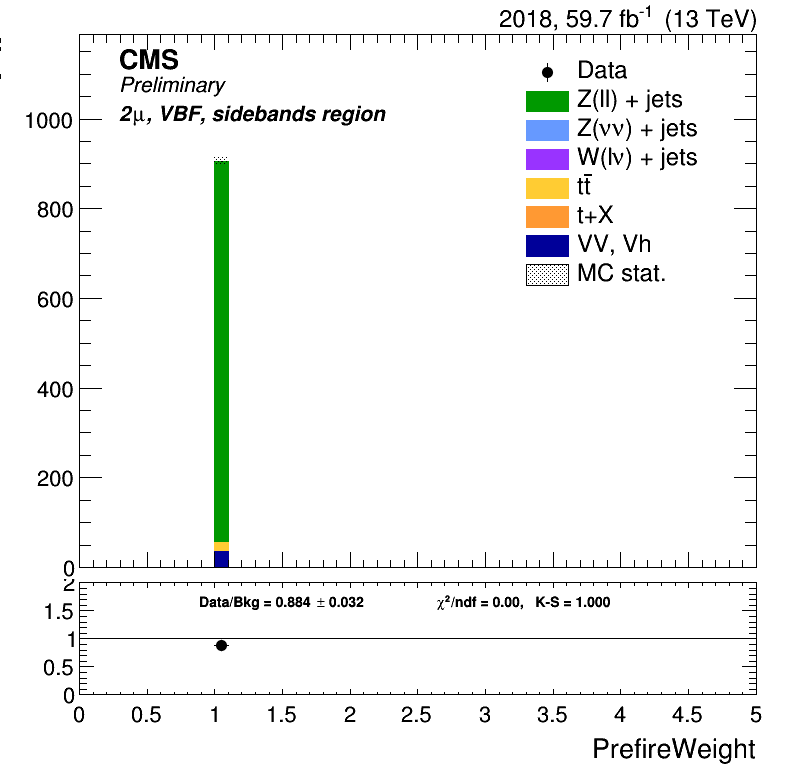 2018, 59.7 fb⁻¹ (13 TeV)
CMS
Preliminary
2μ, VBF, sidebands region
Data
Z(ll) + jets
Z(νν) + jets
W(lν) + jets
tt̄
t+X
VV, Vh
MC stat.
1000
800
600
400
200
0
2
1.5
1
0.5
0
Data/Bkg = 0.884 ± 0.032
χ²/ndf = 0.00, K-S = 1.000
0 0.5 1 1.5 2 2.5 3 3.5 4 4.5 5
PrefireWeight